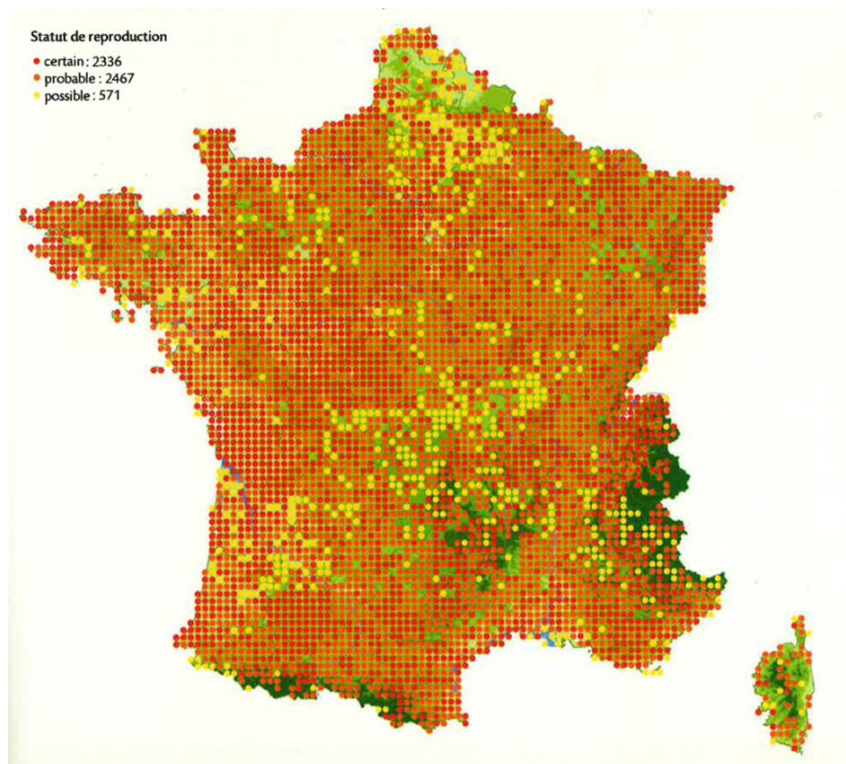 Statut de reproduction
certain : 2336
probable : 2467
possible : 571